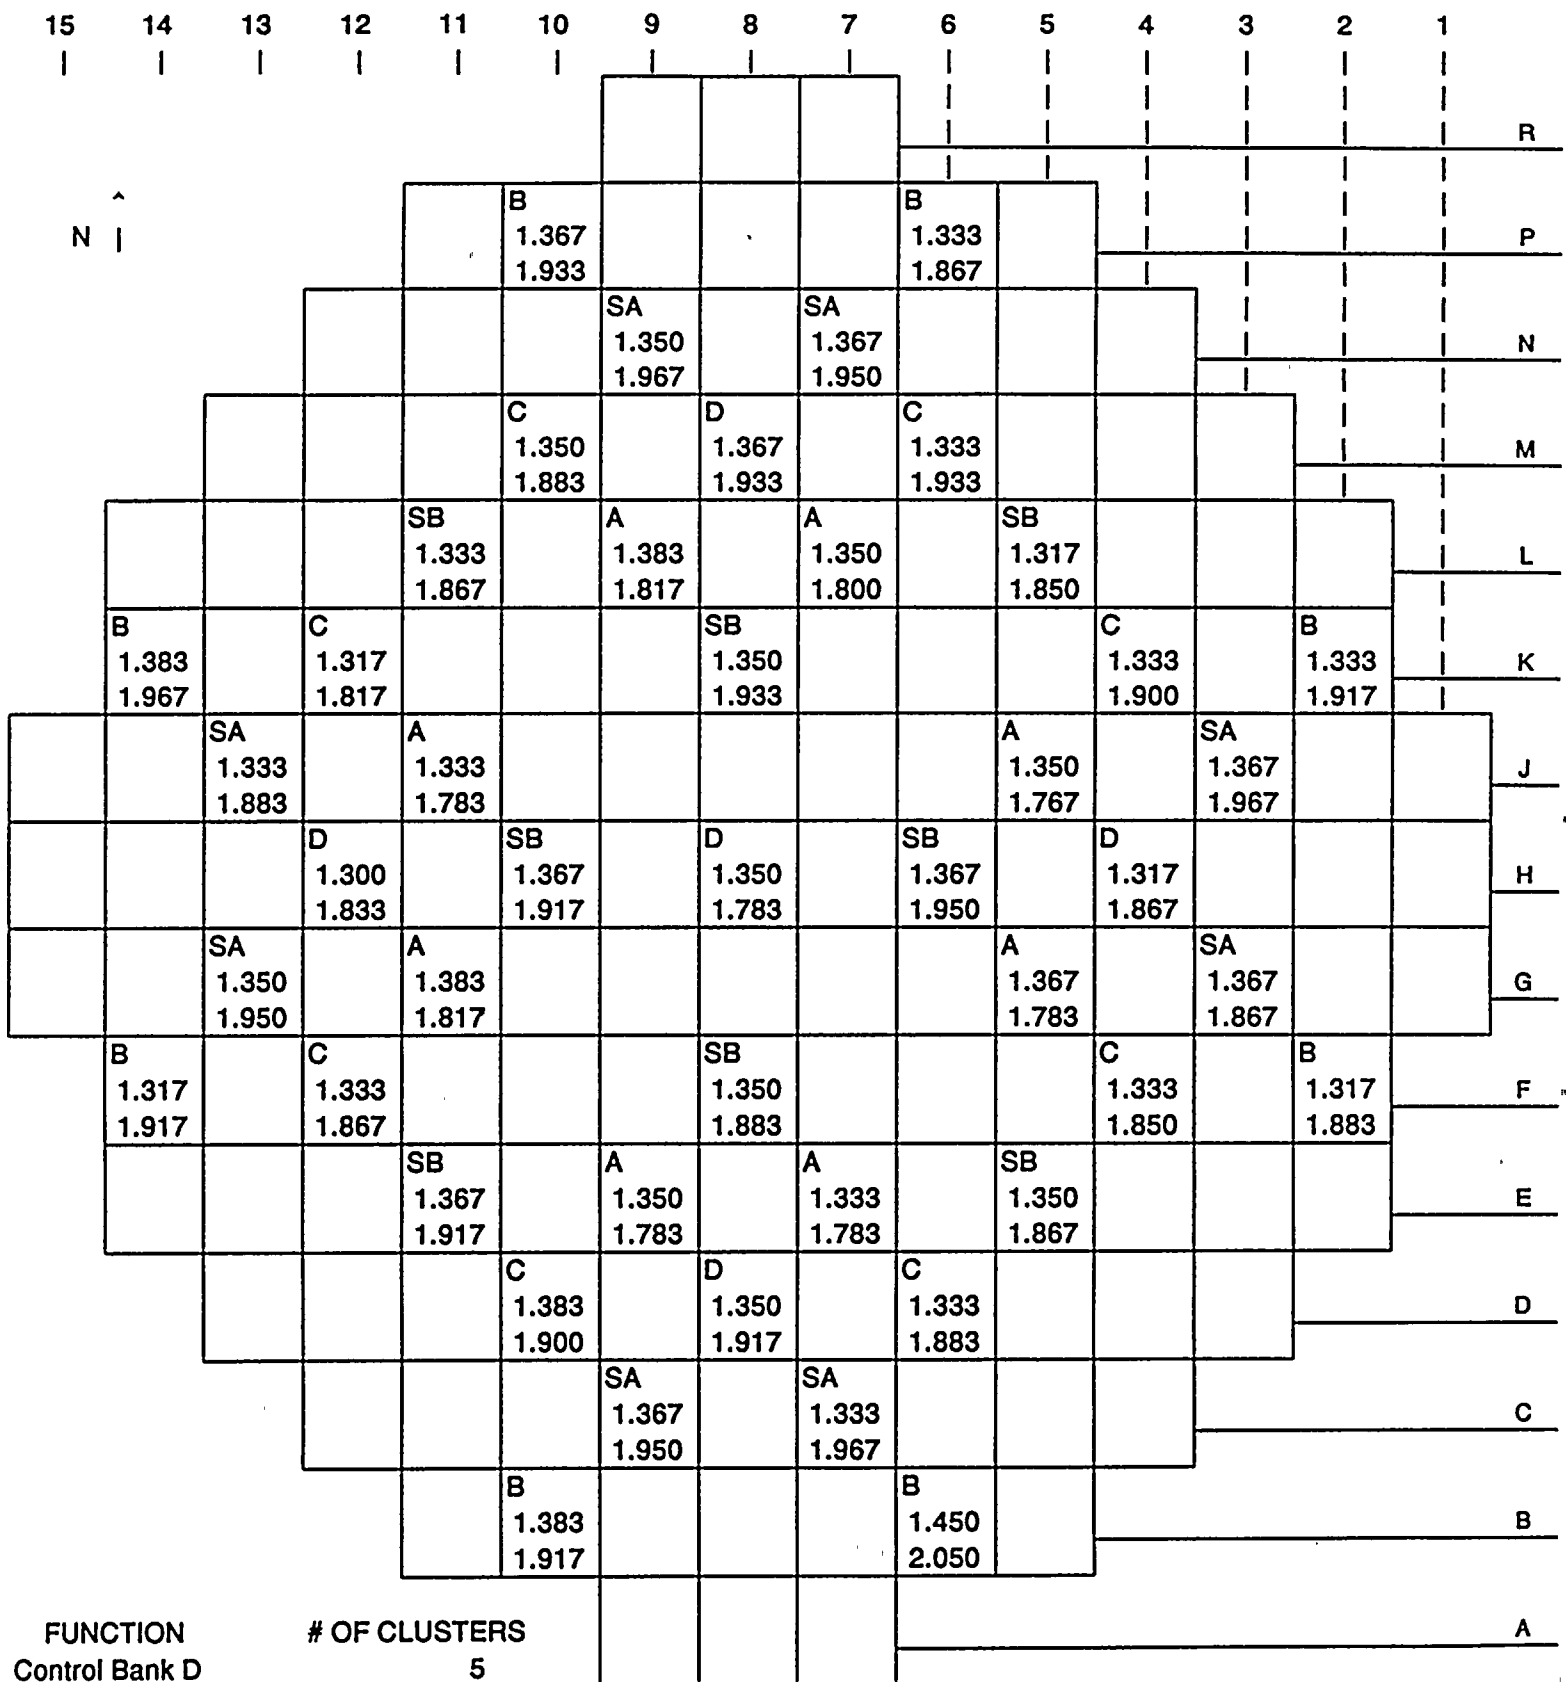 15 14 13 12 11 10 9 8 7 6 5 4 3 2 1
R
B B
N 1.367 1.333 P
1.933 1.867
SA SA
1.350 1.367 N
1.967 1.950
C D C
1.350 1.367 1.333 M
1.883 1.933 1.933
SB A A SB
1.333 1.383 1.350 1.317 L
1.867 1.817 1.800 1.850
B C SB C B
1.383 1.317 1.350 1.333 1.333 K
1.967 1.817 1.933 1.900 1.917
SA A A SA
1.333 1.333 1.350 1.367 J
1.883 1.783 1.767 1.967
D SB D SB D
1.300 1.367 1.350 1.367 1.317 H
1.833 1.917 1.783 1.950 1.867
SA A A SA
1.350 1.383 1.367 1.367 G
1.950 1.817 1.783 1.867
B C SB C B
1.317 1.333 1.350 1.333 1.317 F
1.917 1.867 1.883 1.850 1.883
SB A A SB
1.367 1.350 1.333 1.350 E
1.917 1.783 1.783 1.867
C D C
1.383 1.350 1.333 D
1.900 1.917 1.883
SA SA
1.367 1.333 C
1.950 1.967
B B
1.383 1.450 B
1.917 2.050
FUNCTION # OF CLUSTERS A
Control Bank D 5